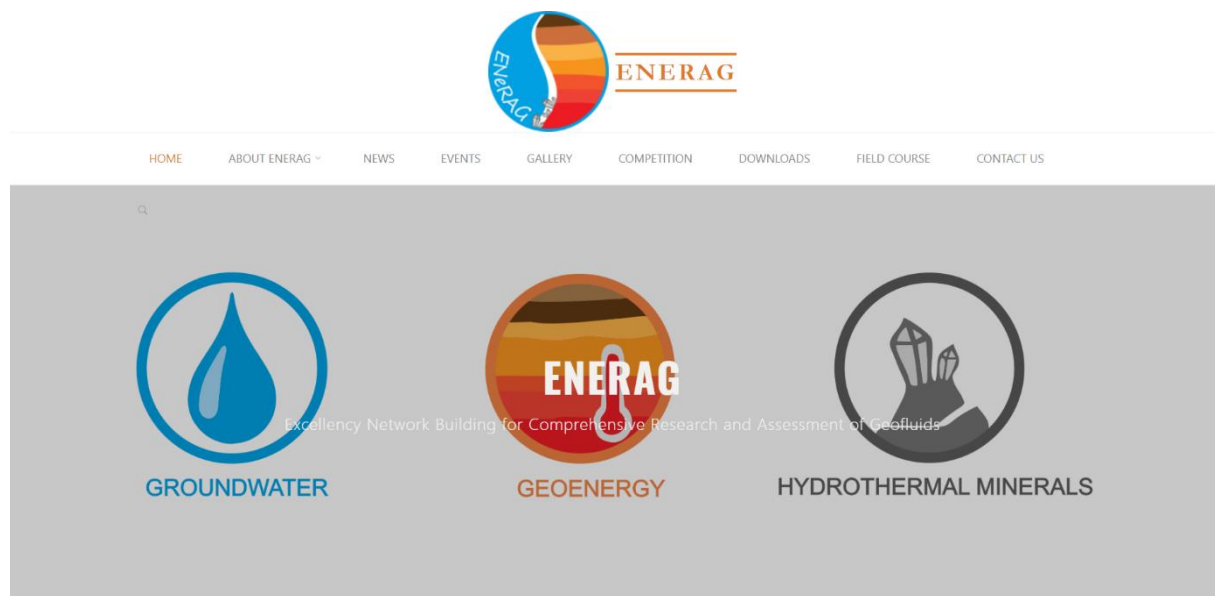 ENeRAG
ENERAG
HOME ABOUT ENERAG NEWS EVENTS GALLERY COMPETITION DOWNLOADS FIELD COURSE CONTACT US
ENERAG
Excellency Network Building for Comprehensive Research and Assessment of Geofluids
GROUNDWATER GEOENERGY HYDROTHERMAL MINERALS